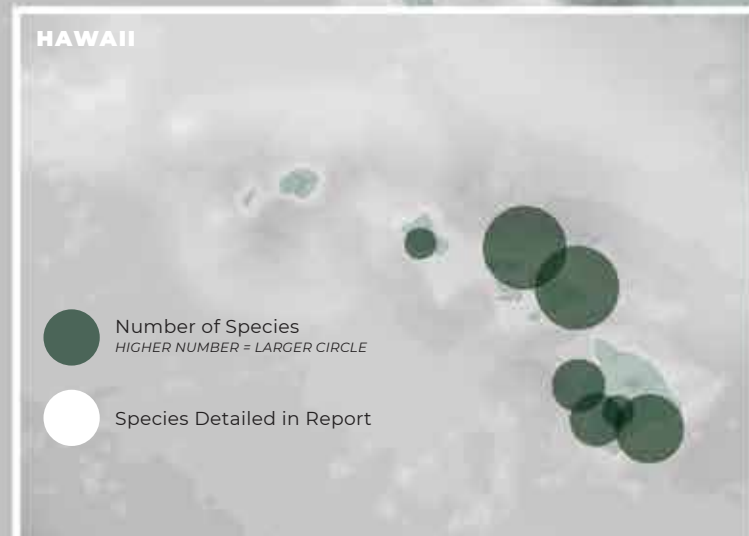 HAWAII
Number of Species
HIGHER NUMBER = LARGER CIRCLE
Species Detailed in Report